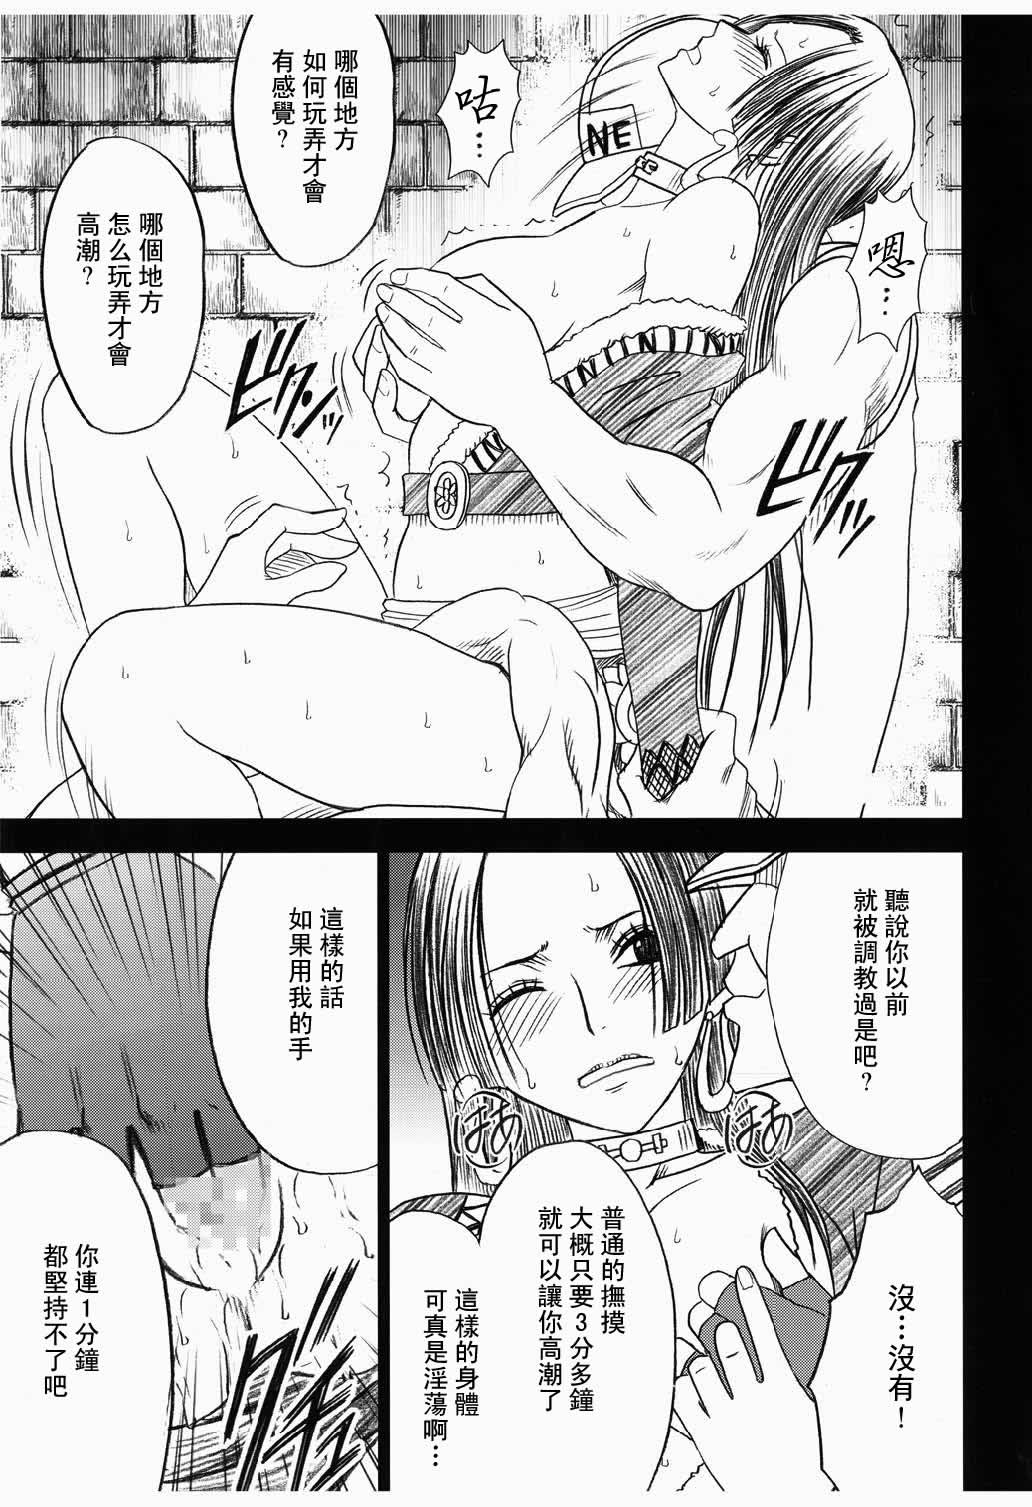 咕…
NE
嗯…
哪個地方
如何玩弄才會
有感覺?
哪個地方
怎么玩弄才會
高潮?
ビク・ン
ビクン
聽說你以前
就被調教過是吧?
沒…沒有!
はあ
はあ
普通的撫摸
大概只要3分多鐘
就可以讓你高潮了
這樣的身體
可真是淫蕩啊…
這樣的話
如果用我的手
你連1分鐘
都堅持不了吧